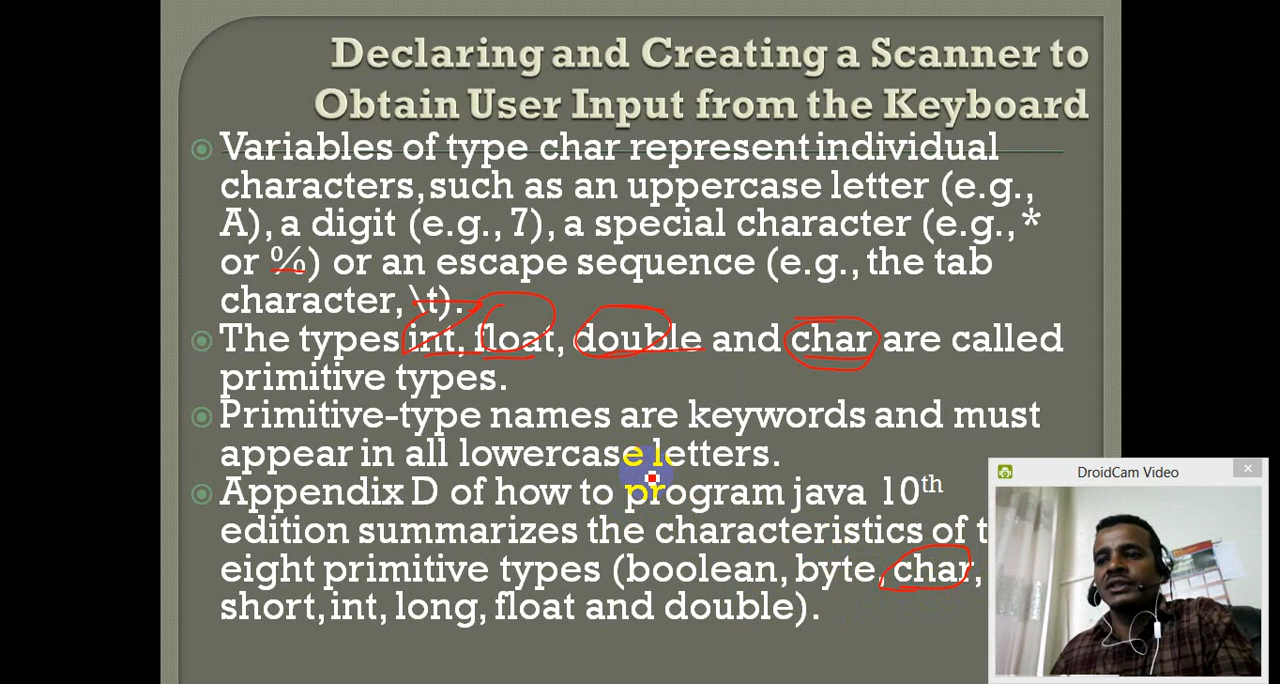 Declaring and Creating a Scanner to
Obtain User Input from the Keyboard
Variables of type char represent individual
characters, such as an uppercase letter (e.g.,
A), a digit (e.g., 7), a special character (e.g., *
or %) or an escape sequence (e.g., the tab
character, \t).
The types int, float, double and char are called
primitive types.
Primitive-type names are keywords and must
appear in all lowercase letters.
Appendix D of how to program java 10th
edition summarizes the characteristics of
eight primitive types (boolean, byte, char,
short, int, long, float and double).
DroidCam Video